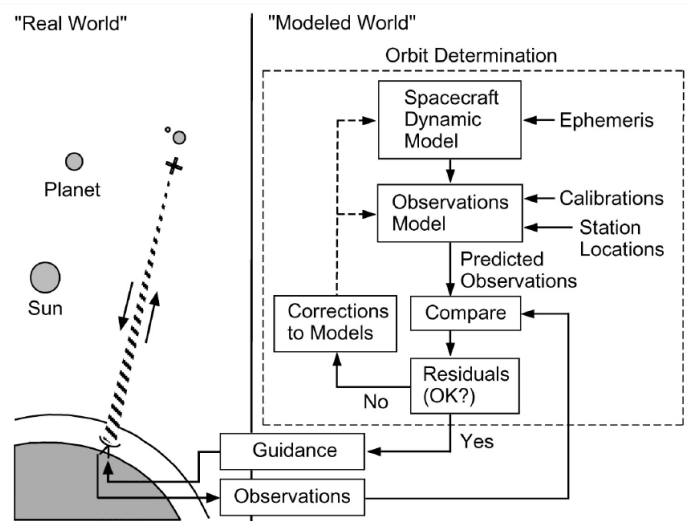 "Real World"
"Modeled World"
Orbit Determination
Spacecraft
Dynamic
Model
Ephemeris
Planet
Observations
Model
Calibrations
Station
Locations
Predicted
Observations
Sun
Corrections
to Models
Compare
Residuals
(OK?)
No
Yes
Guidance
Observations